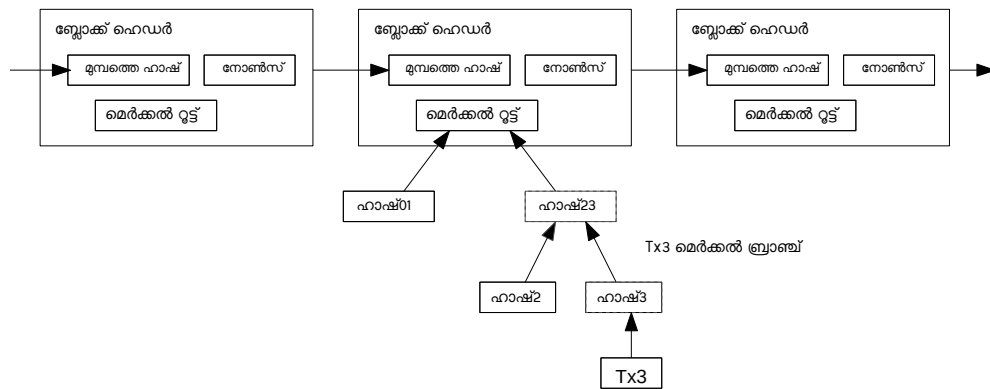 ബ്ലോക്ക് ഹെഡർ
മുമ്പത്തെ ഹാഷ്
നോൺസ്
മെർക്കൽ റൂട്ട്
ബ്ലോക്ക് ഹെഡർ
മുമ്പത്തെ ഹാഷ്
നോൺസ്
മെർക്കൽ റൂട്ട്
ബ്ലോക്ക് ഹെഡർ
മുമ്പത്തെ ഹാഷ്
നോൺസ്
മെർക്കൽ റൂട്ട്
ഹാഷ്01
ഹാഷ്23
Tx3 മെർക്കൽ ബ്രാഞ്ച്
ഹാഷ്2
ഹാഷ്3
Tx3